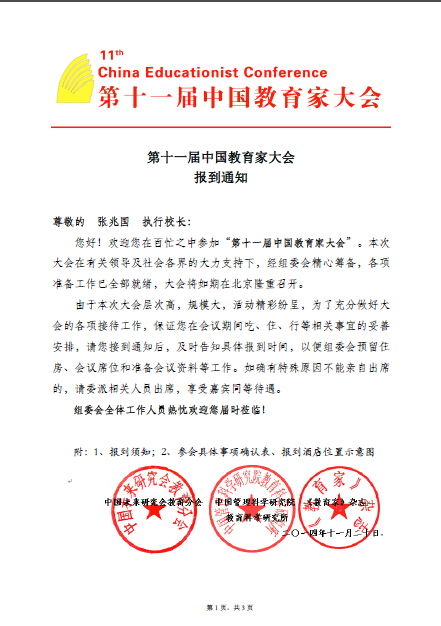 11th
China Educationist Conference
第十一届中国教育家大会
第十一届中国教育家大会
报到通知
尊敬的 张兆国 执行校长：
您好！欢迎您在百忙之中参加“第十一届中国教育家大会”。本次
大会在有关领导及社会各界的大力支持下，经组委会精心筹备，各项
准备工作已全部就绪，大会将如期在北京隆重召开。
由于本次大会层次高，规模大，活动精彩纷呈，为了充分做好大
会的各项接待工作，保证您在会议期间吃、住、行等相关事宜的妥善
安排，请您接到通知后，及时告知具体报到时间，以便组委会预留住
房、会议席位和准备会议资料等工作。如确有特殊原因不能亲自出席
的，请委派相关人员出席，享受嘉宾同等待遇。
组委会全体工作人员热忱欢迎您届时莅临！
附：1、报到须知；2、参会具体事项确认表、报到酒店位置示意图
中国未来研究会教育分会 中国管理科学研究院 《教育家》杂志
教育科学研究所
二〇一四年十一月二十日
中国未来研究会教育分会
第 1 页，共 3 页